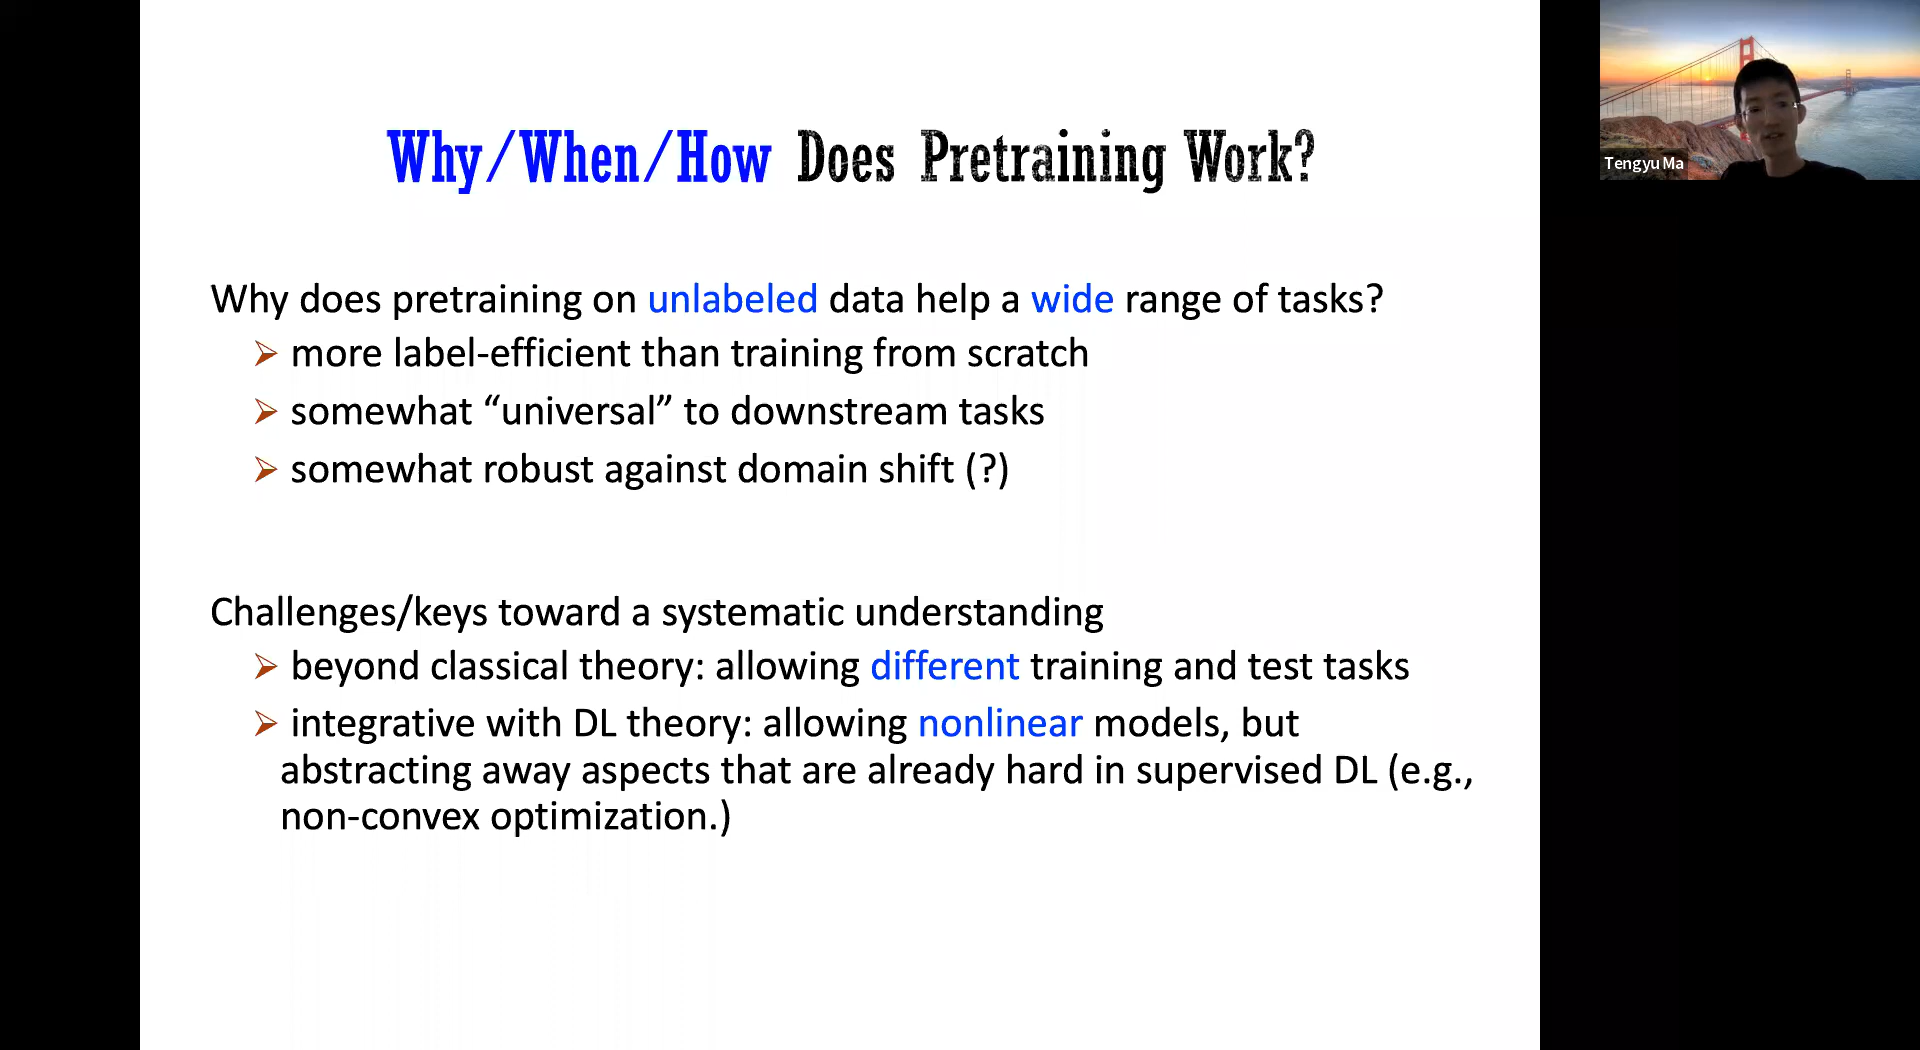 Why/When/How Does Pretraining Work?
Tengyu Ma
Why does pretraining on unlabeled data help a wide range of tasks?
➢ more label-efficient than training from scratch
➢ somewhat “universal” to downstream tasks
➢ somewhat robust against domain shift (?)
Challenges/keys toward a systematic understanding
➢ beyond classical theory: allowing different training and test tasks
➢ integrative with DL theory: allowing nonlinear models, but
abstracting away aspects that are already hard in supervised DL (e.g.,
non-convex optimization.)